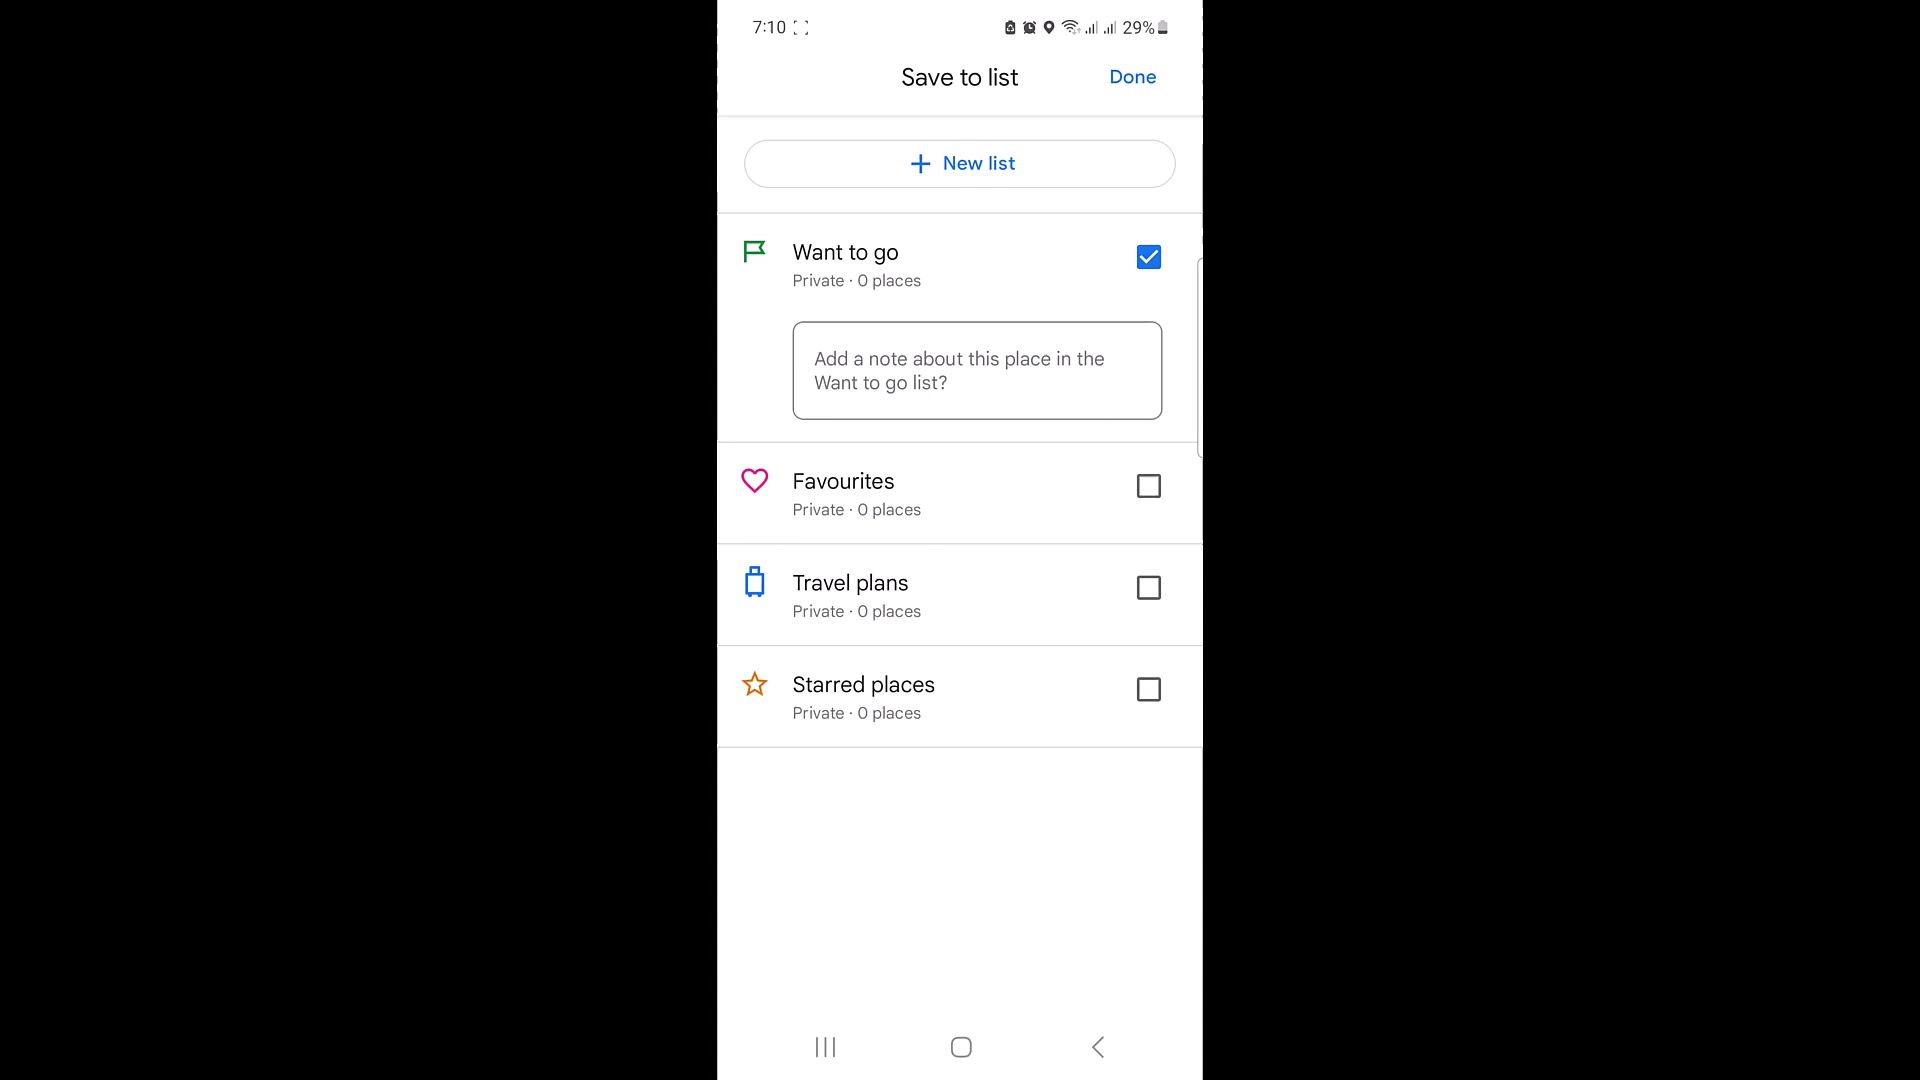 7:10 29%
Save to list Done
+ New list
Want to go
Private · 0 places
Add a note about this place in the
Want to go list?
Favourites
Private · 0 places
Travel plans
Private · 0 places
Starred places
Private · 0 places